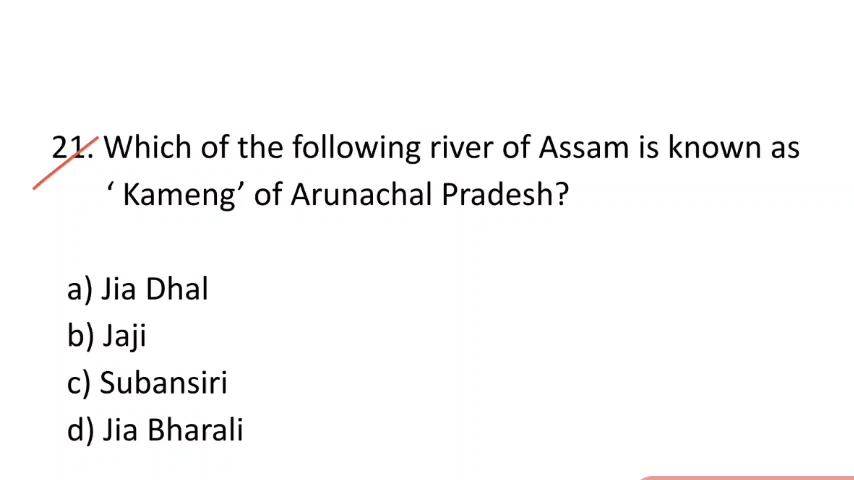 21. Which of the following river of Assam is known as
‘ Kameng’ of Arunachal Pradesh?
a) Jia Dhal
b) Jaji
c) Subansiri
d) Jia Bharali